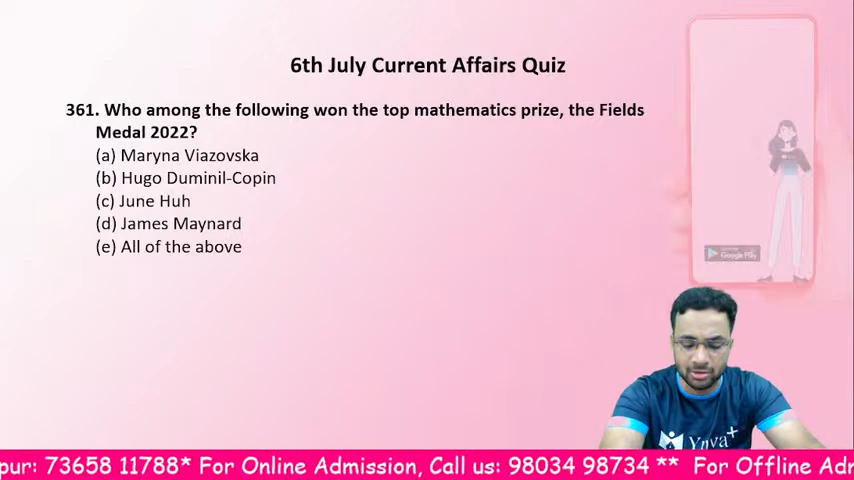 6th July Current Affairs Quiz
361. Who among the following won the top mathematics prize, the Fields
Medal 2022?
(a) Maryna Viazovska
(b) Hugo Duminil-Copin
(c) June Huh
(d) James Maynard
(e) All of the above
Google Play
pur: 73658 11788* For Online Admission, Call us: 98034 98734 ** For Offline Adr